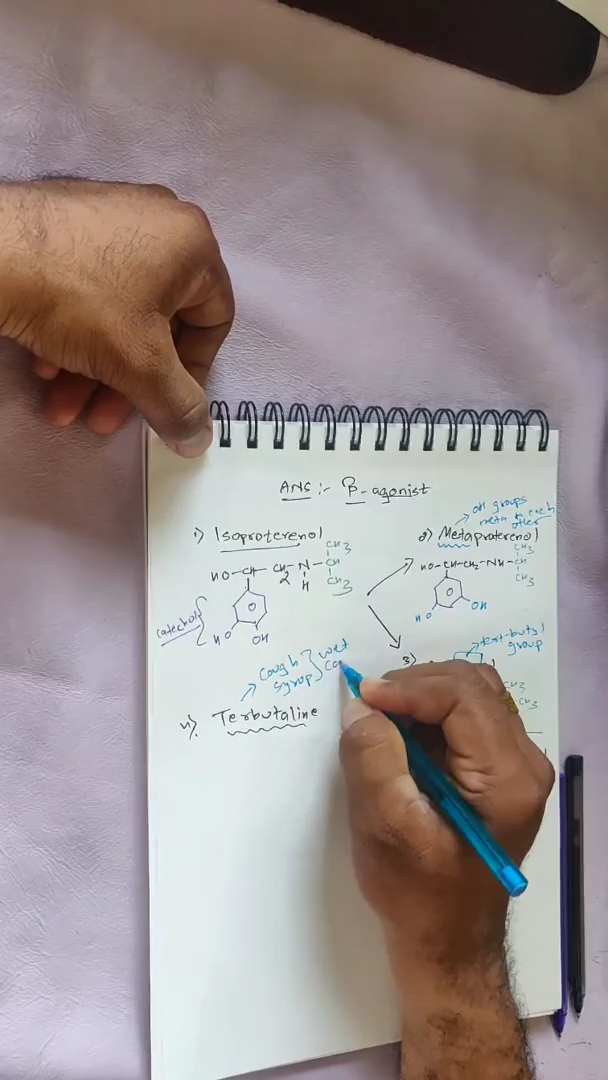 ANS :- β-agonist
1) Isoproterenol
CH3
HO-CH-CH2-N-CH
H
CH3
catechol
HO
OH
OH groups
meta to each
other
2) Metaproterenol
CH3
HO-CH-CH2-NH-CH
CH3
HO
OH
3)
tert-butyl
group
CH3
CH3
cough
syrup
wet
4). Terbutaline